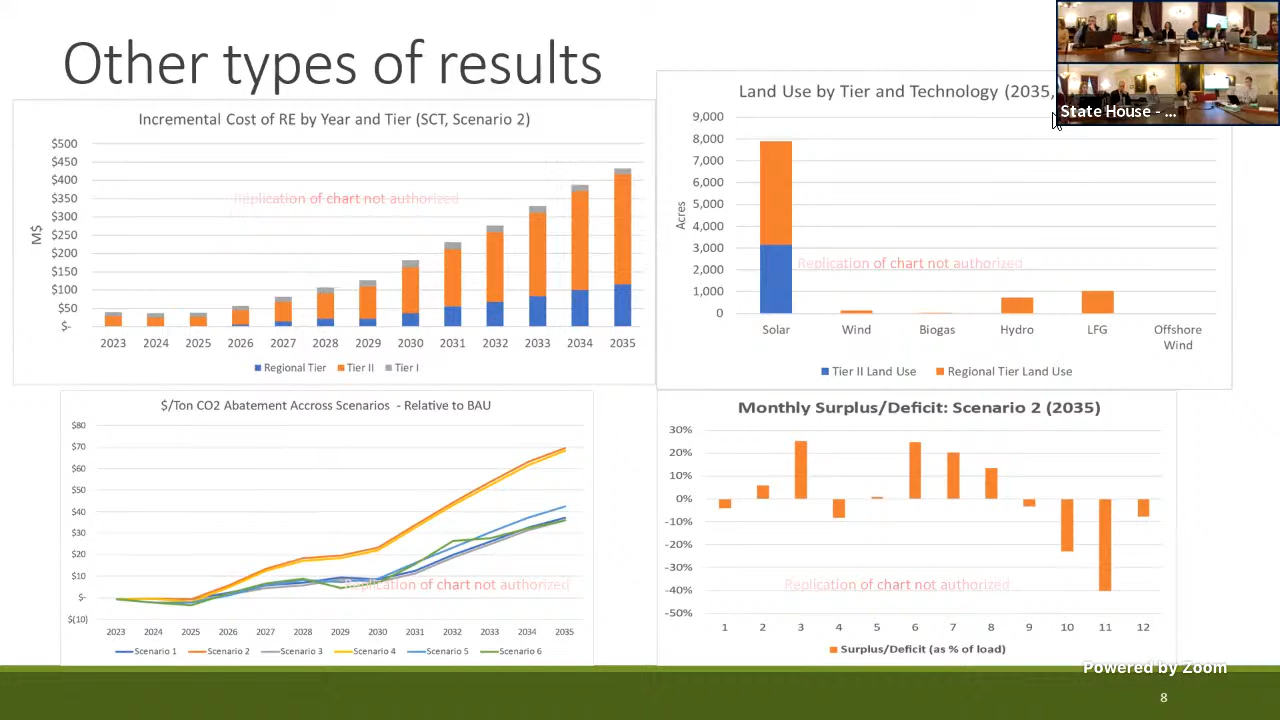 Other types of results
State House - ...
Incremental Cost of RE by Year and Tier (SCT, Scenario 2)
M$
$500
$450
$400
$350
$300
$250
$200
$150
$100
$50
$-
Replication of chart not authorized
2023 2024 2025 2026 2027 2028 2029 2030 2031 2032 2033 2034 2035
Regional Tier Tier II Tier I
Land Use by Tier and Technology (2035,
Acres
9,000
8,000
7,000
6,000
5,000
4,000
3,000
2,000
1,000
0
Replication of chart not authorized
Solar Wind Biogas Hydro LFG Offshore
Wind
Tier II Land Use Regional Tier Land Use
$/Ton CO2 Abatement Accross Scenarios - Relative to BAU
$80
$70
$60
$50
$40
$30
$20
$10
$-
$(10)
Replication of chart not authorized
2023 2024 2025 2026 2027 2028 2029 2030 2031 2032 2033 2034 2035
Scenario 1 Scenario 2 Scenario 3 Scenario 4 Scenario 5 Scenario 6
Monthly Surplus/Deficit: Scenario 2 (2035)
30%
20%
10%
0%
-10%
-20%
-30%
-40%
-50%
Replication of chart not authorized
1 2 3 4 5 6 7 8 9 10 11 12
Surplus/Deficit (as % of load)
Powered by Zoom
8